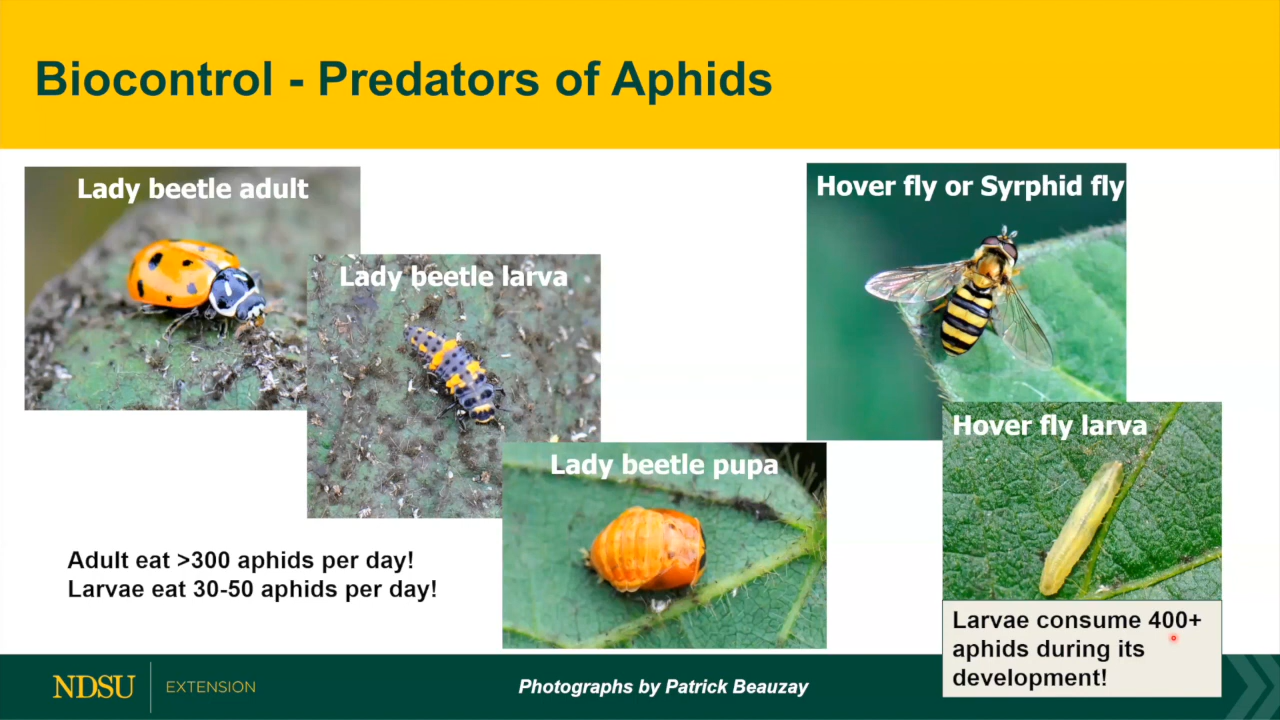 Biocontrol - Predators of Aphids
Lady beetle adult
Lady beetle larva
Lady beetle pupa
Adult eat >300 aphids per day!
Larvae eat 30-50 aphids per day!
Hover fly or Syrphid fly
Hover fly larva
Larvae consume 400+
aphids during its
development!
NDSU EXTENSION
Photographs by Patrick Beauzay